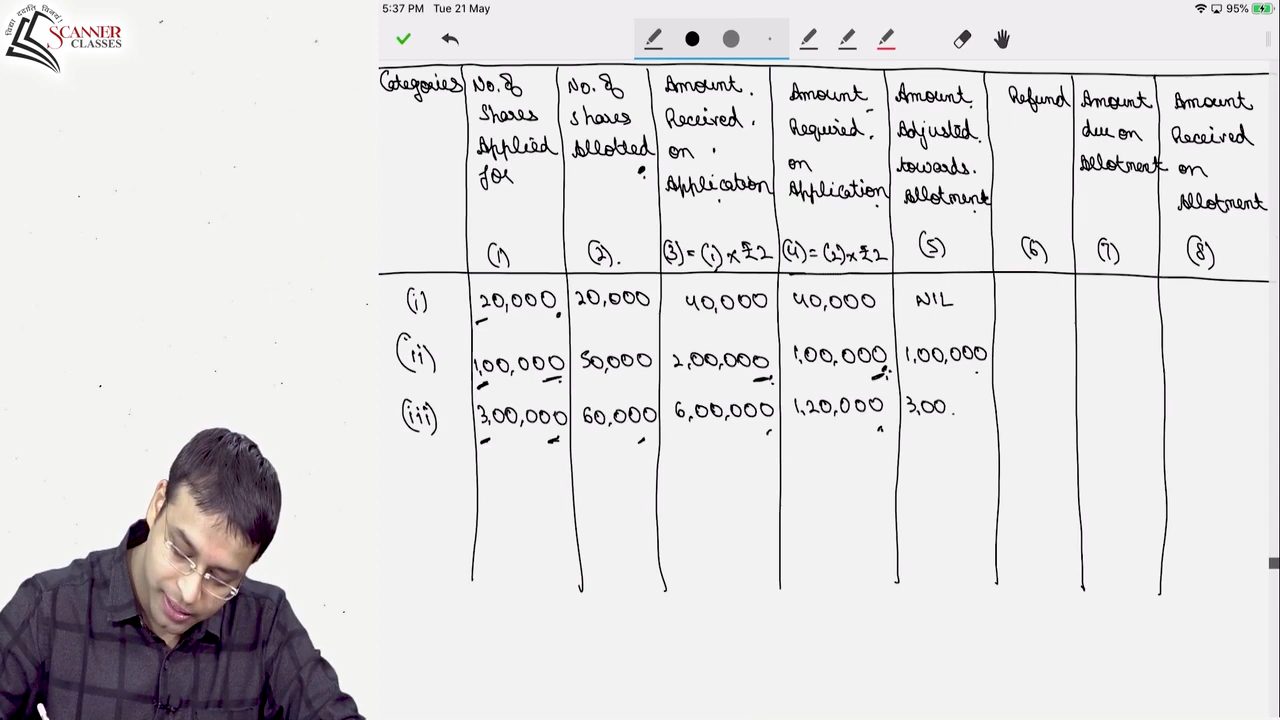 5:37 PM Tue 21 May
95%
विद्या ददाति विनयं
SCANNER
CLASSES
Categories
No. of
Shares
Applied
for
(1)
No. of
shares
Allotted
(2).
Amount
Received
on
Application
(3) = (1) × ₹2
Amount
Required
on
Application
(4) = (2) × ₹2
Amount
Adjusted
towards
Allotment
(5)
Refund
(6)
Amount
due on
Allotment
(7)
Amount
Received
on
Allotment
(8)
(i) 20,000 20,000 40,000 40,000 NIL
(ii) 1,00,000 50,000 2,00,000 1,00,000 1,00,000
(iii) 3,00,000 60,000 6,00,000 1,20,000 3,00